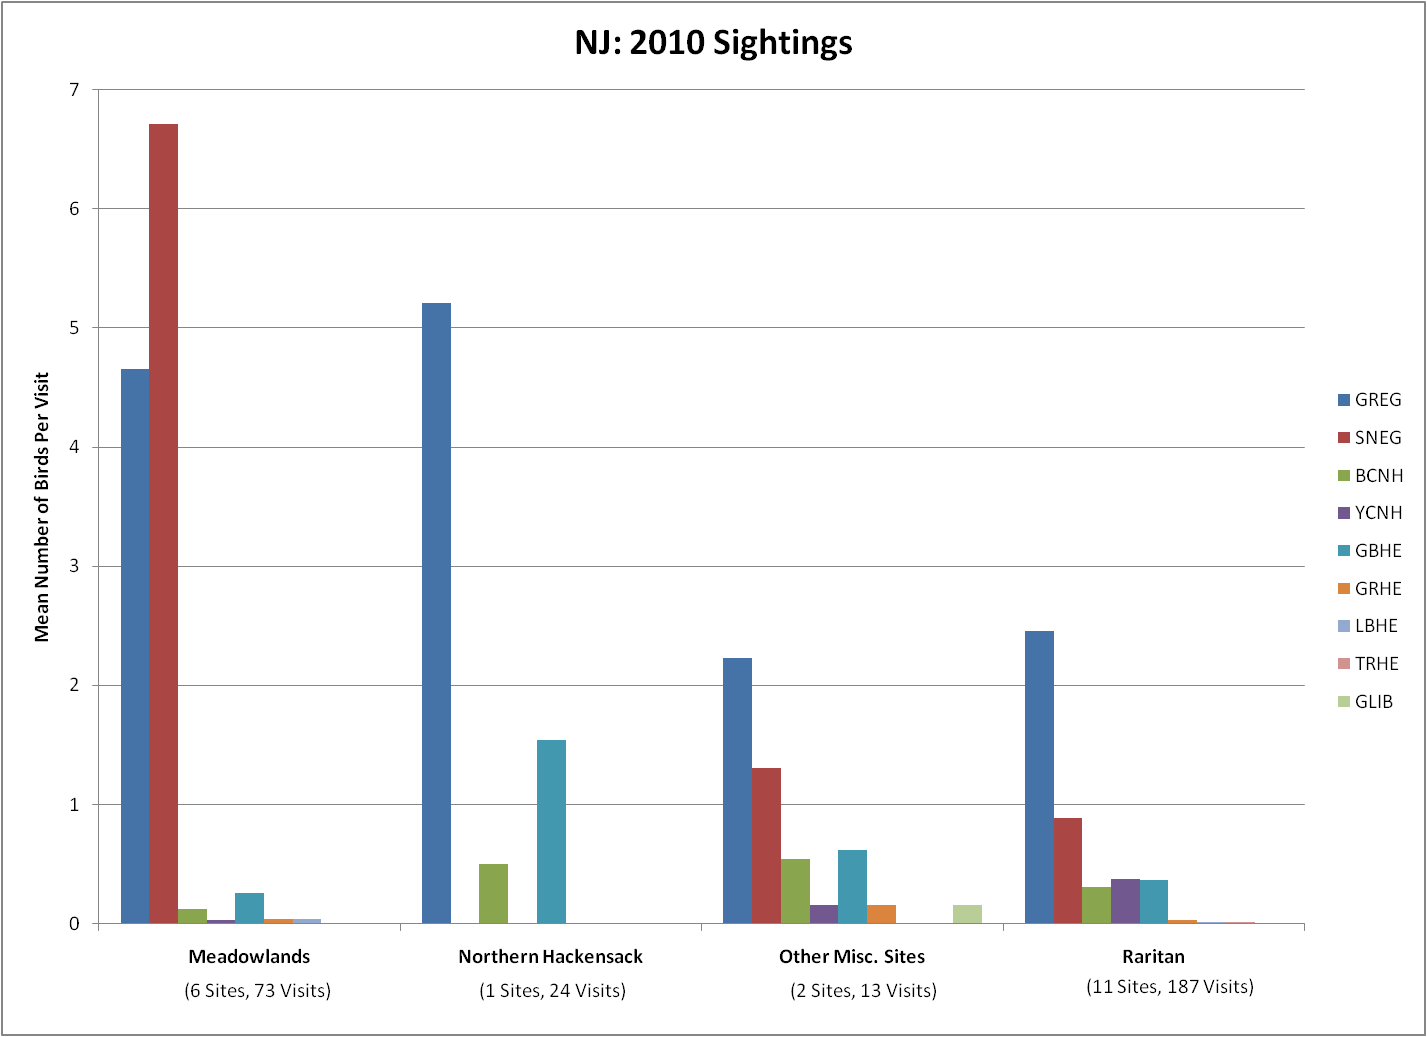 NJ: 2010 Sightings
Mean Number of Birds Per Visit
7
6
5
4
3
2
1
0
Meadowlands
(6 Sites, 73 Visits)
Northern Hackensack
(1 Sites, 24 Visits)
Other Misc. Sites
(2 Sites, 13 Visits)
Raritan
(11 Sites, 187 Visits)
GREG
SNEG
BCNH
YCNH
GBHE
GRHE
LBHE
TRHE
GLIB